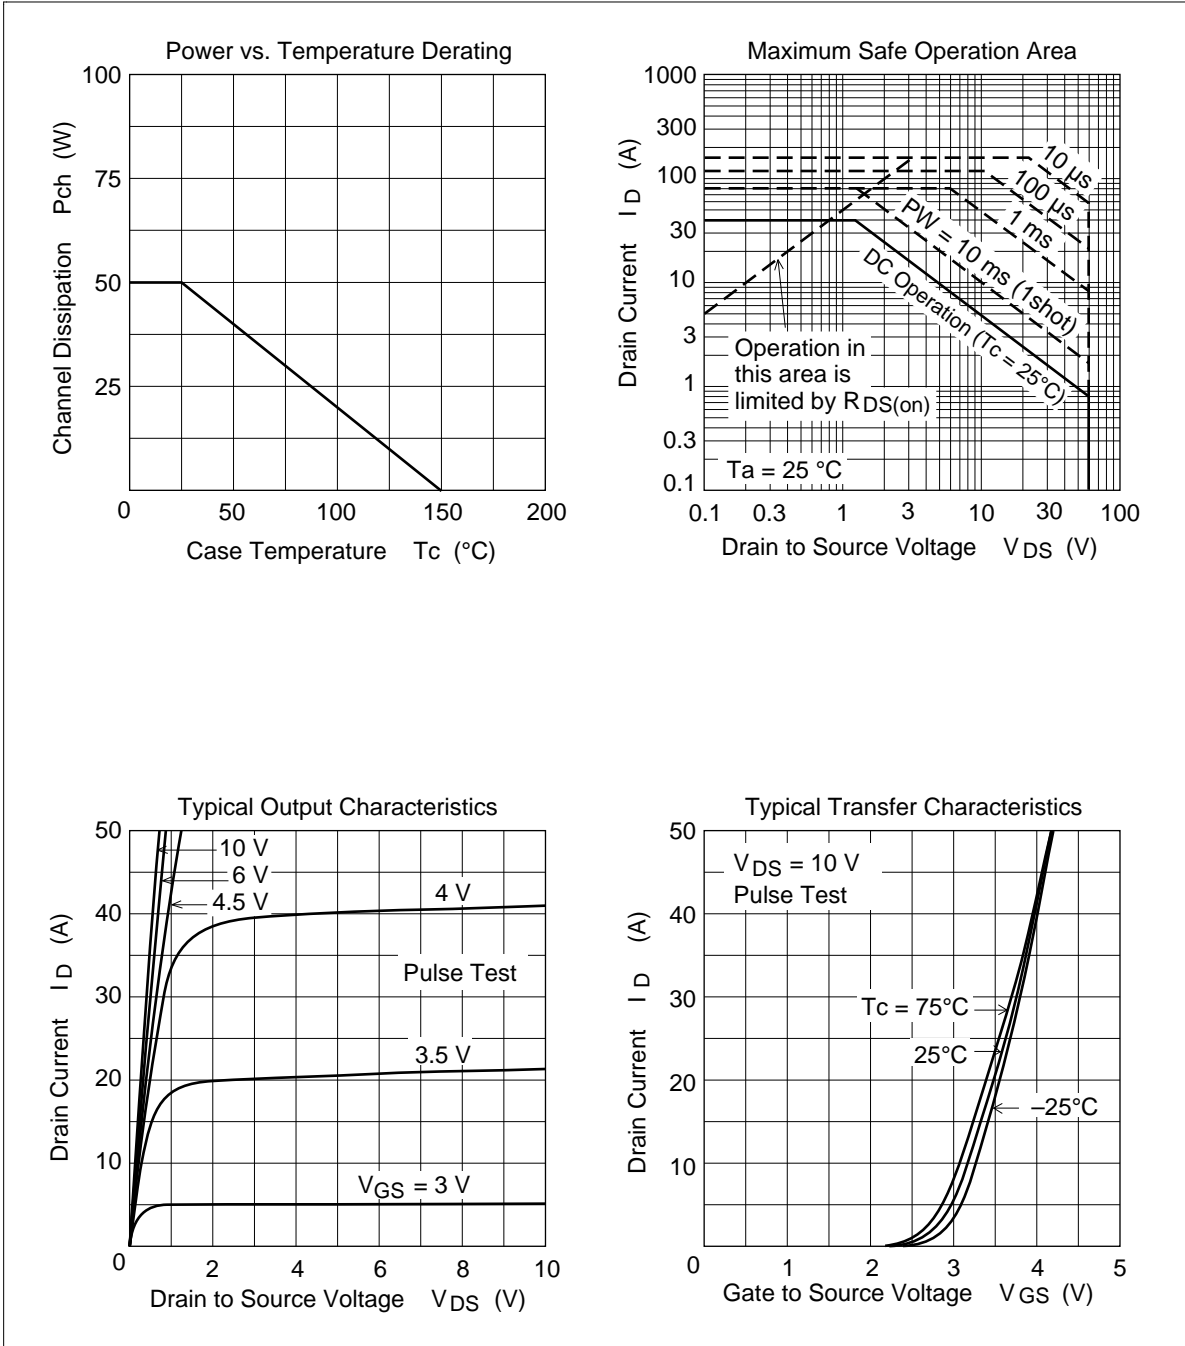 Power vs. Temperature Derating
100
75
50
25
0
50
100
150
200
Channel Dissipation Pch (W)
Case Temperature Tc (°C)
Maximum Safe Operation Area
1000
300
100
30
10
3
1
0.3
0.1
0.1
0.3
1
3
10
30
100
Drain Current I D (A)
Drain to Source Voltage V DS (V)
10 µs
100 µs
1 ms
PW = 10 ms (1shot)
DC Operation (Tc = 25°C)
Operation in
this area is
limited by R DS(on)
Ta = 25 °C
Typical Output Characteristics
50
40
30
20
10
0
2
4
6
8
10
Drain Current I D (A)
Drain to Source Voltage V DS (V)
10 V
6 V
4.5 V
4 V
Pulse Test
3.5 V
V GS = 3 V
Typical Transfer Characteristics
50
40
30
20
10
0
1
2
3
4
5
Drain Current I D (A)
Gate to Source Voltage V GS (V)
V DS = 10 V
Pulse Test
Tc = 75°C
25°C
–25°C